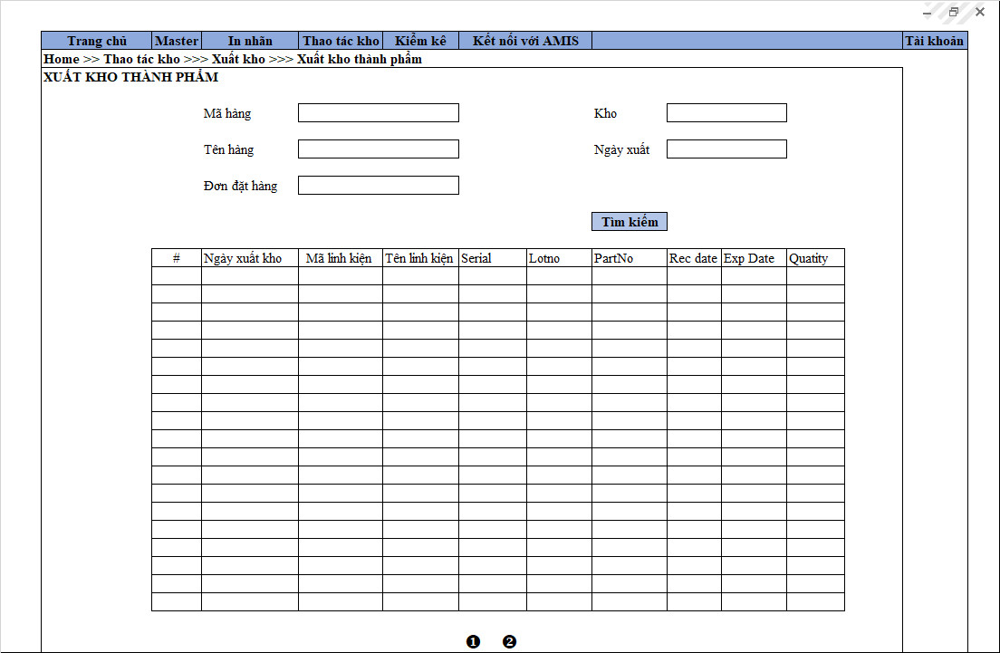 Trang chủ Master In nhãn Thao tác kho Kiểm kê Kết nối với AMIS Tài khoản
Home >> Thao tác kho >>> Xuất kho >>> Xuất kho thành phẩm
XUẤT KHO THÀNH PHẨM
Mã hàng Kho
Tên hàng Ngày xuất
Đơn đặt hàng
Tìm kiếm
# Ngày xuất kho Mã linh kiện Tên linh kiện Serial Lotno PartNo Rec date Exp Date Quatity
❶ ❷